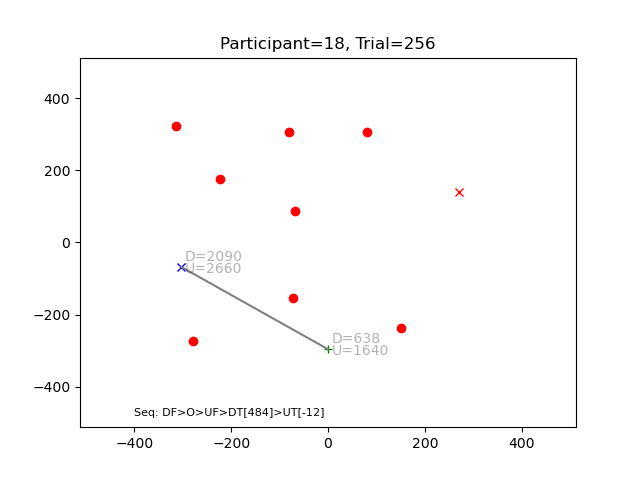 Participant=18, Trial=256
400
200
0
−200
−400
D=2090
U=2660
D=638
U=1640
Seq: DF>O>UF>DT[484]>UT[-12]
−400 −200 0 200 400